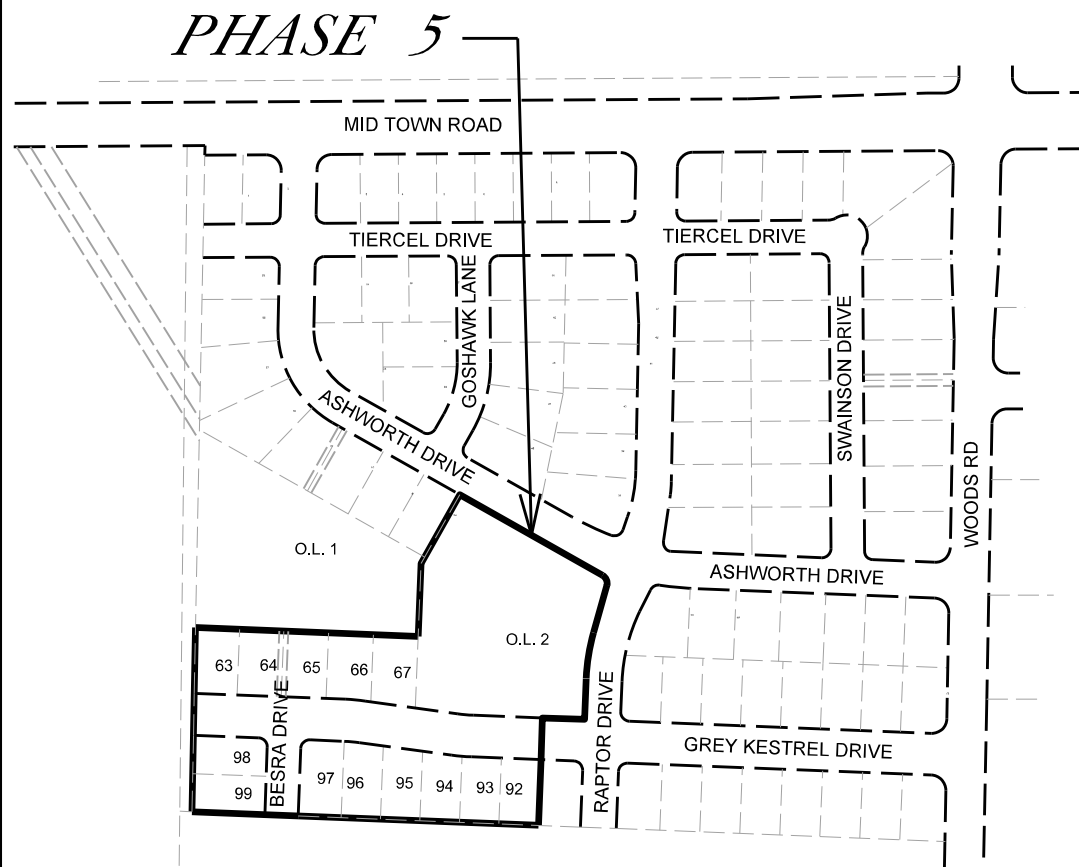 PHASE 5
MID TOWN ROAD
TIERCEL DRIVE
TIERCEL DRIVE
GOSHAWK LANE
SWAINSON DRIVE
ASHWORTH DRIVE
WOODS RD
O.L. 1
ASHWORTH DRIVE
O.L. 2
63
64
65
66
67
BESRA DRIVE
RAPTOR DRIVE
GREY KESTREL DRIVE
98
99
97
96
95
94
93
92